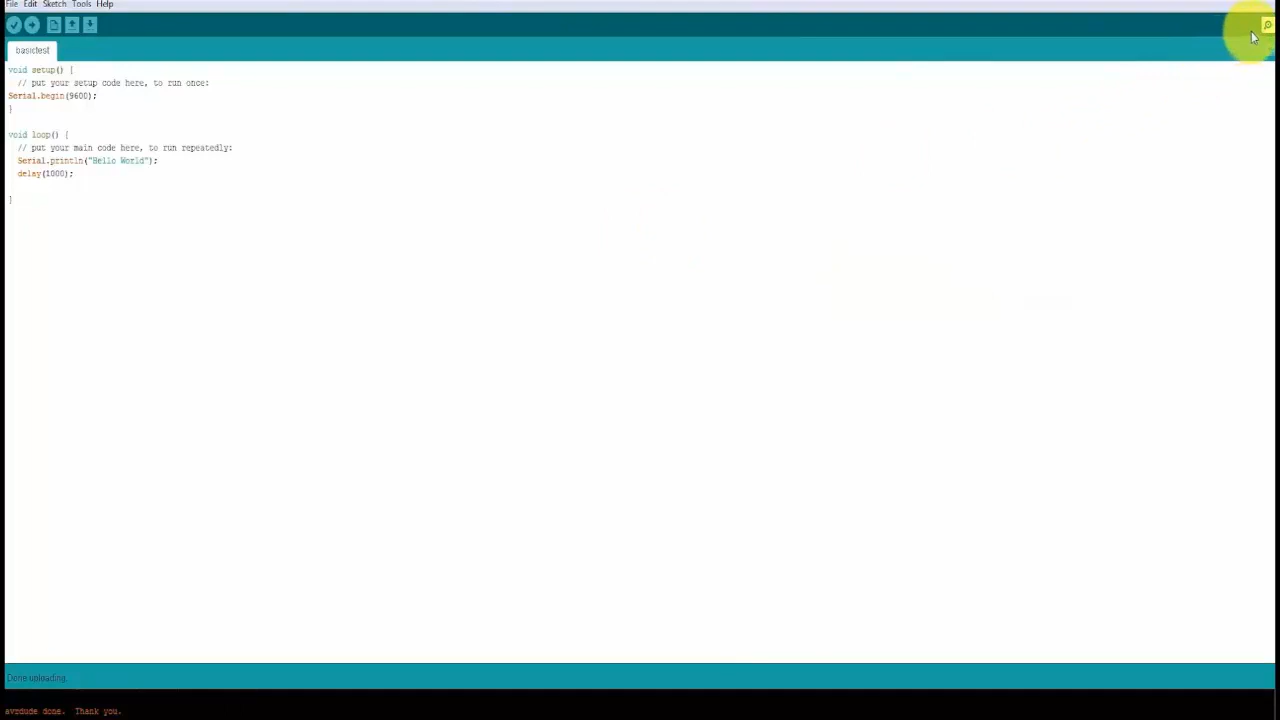 File Edit Sketch Tools Help
basictest
void setup() {
// put your setup code here, to run once:
Serial.begin(9600);
}
void loop() {
// put your main code here, to run repeatedly:
Serial.println("Hello World");
delay(1000);
}
Done uploading.
avrdude done. Thank you.